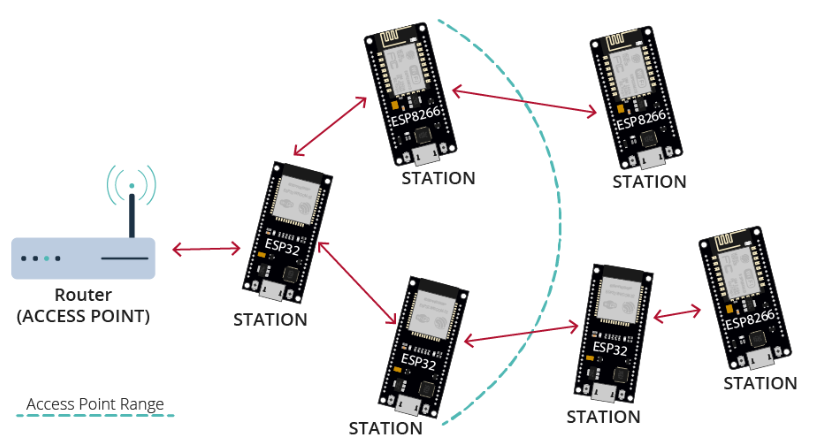 ESP8266
STATION
ESP8266
STATION
ESP32
STATION
Router
(ACCESS POINT)
ESP32
STATION
ESP32
STATION
ESP8266
STATION
Access Point Range